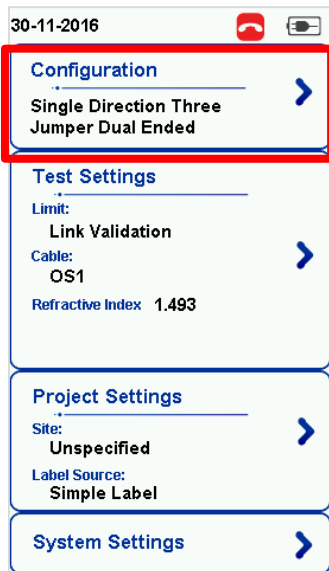 30-11-2016
Configuration
Single Direction Three
Jumper Dual Ended
Test Settings
Limit:
Link Validation
Cable:
OS1
Refractive Index 1.493
Project Settings
Site:
Unspecified
Label Source:
Simple Label
System Settings